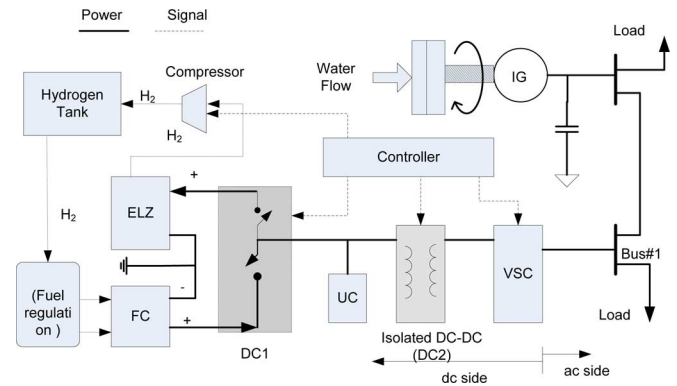 Power
Signal
Load
Water
Flow
IG
Compressor
Hydrogen
Tank
H2
H2
Controller
+
ELZ
H2
Bus#1
VSC
UC
(Fuel
regulati
on )
FC
-
+
Load
DC1
Isolated DC-DC
(DC2)
dc side
ac side